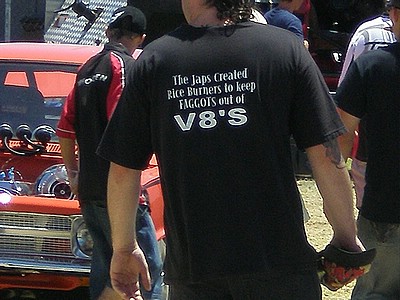 The Japs Created
Rice Burners to keep
FAGGOTS out of
V8'S